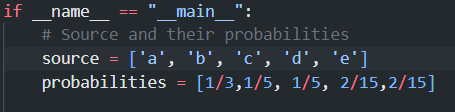 if __name__ == "__main__":
    # Source and their probabilities
    source = ['a', 'b', 'c', 'd', 'e']
    probabilities = [1/3,1/5, 1/5, 2/15,2/15]